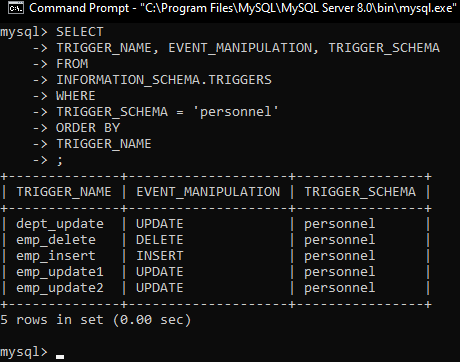 Command Prompt - "C:\Program Files\MySQL\MySQL Server 8.0\bin\mysql.exe"
mysql> SELECT
    -> TRIGGER_NAME, EVENT_MANIPULATION, TRIGGER_SCHEMA
    -> FROM
    -> INFORMATION_SCHEMA.TRIGGERS
    -> WHERE
    -> TRIGGER_SCHEMA = 'personnel'
    -> ORDER BY
    -> TRIGGER_NAME
    -> ;
+--------------+--------------------+----------------+
| TRIGGER_NAME | EVENT_MANIPULATION | TRIGGER_SCHEMA |
+--------------+--------------------+----------------+
| dept_update  | UPDATE             | personnel      |
| emp_delete   | DELETE             | personnel      |
| emp_insert   | INSERT             | personnel      |
| emp_update1  | UPDATE             | personnel      |
| emp_update2  | UPDATE             | personnel      |
+--------------+--------------------+----------------+
5 rows in set (0.00 sec)
mysql> _